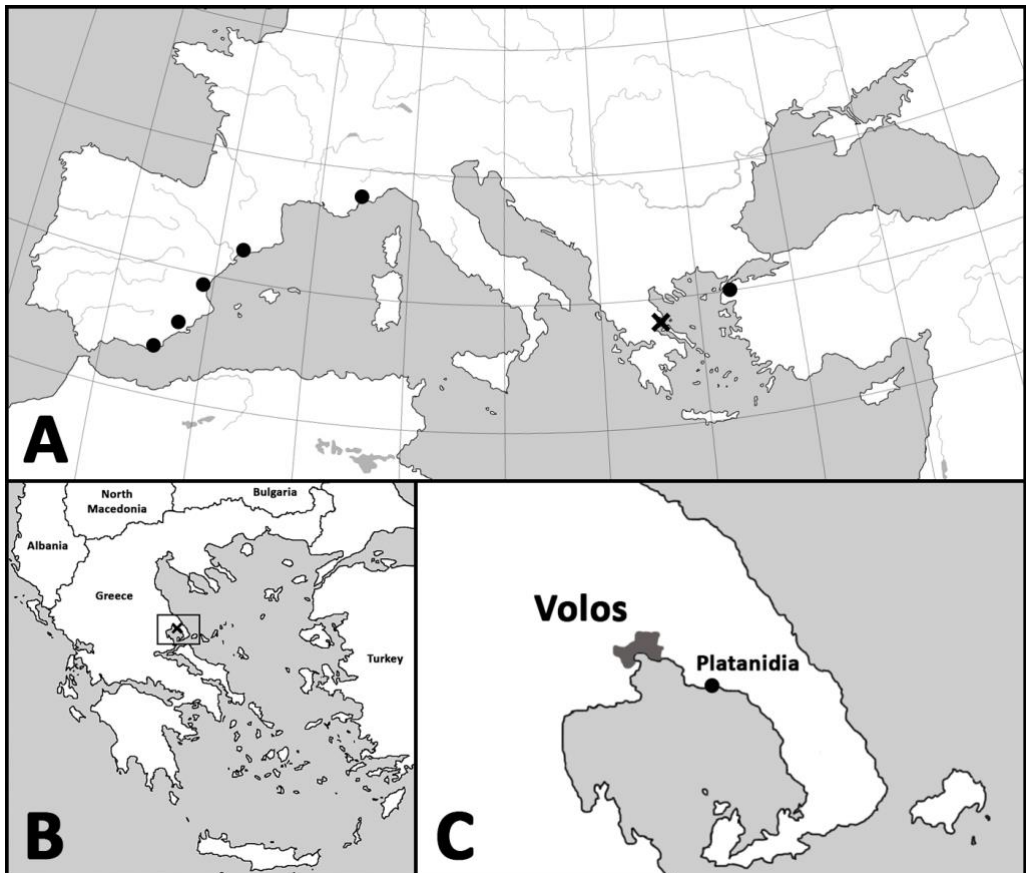 A
North
Macedonia
Bulgaria
Albania
Greece
Turkey
B
Volos
Platanidia
C